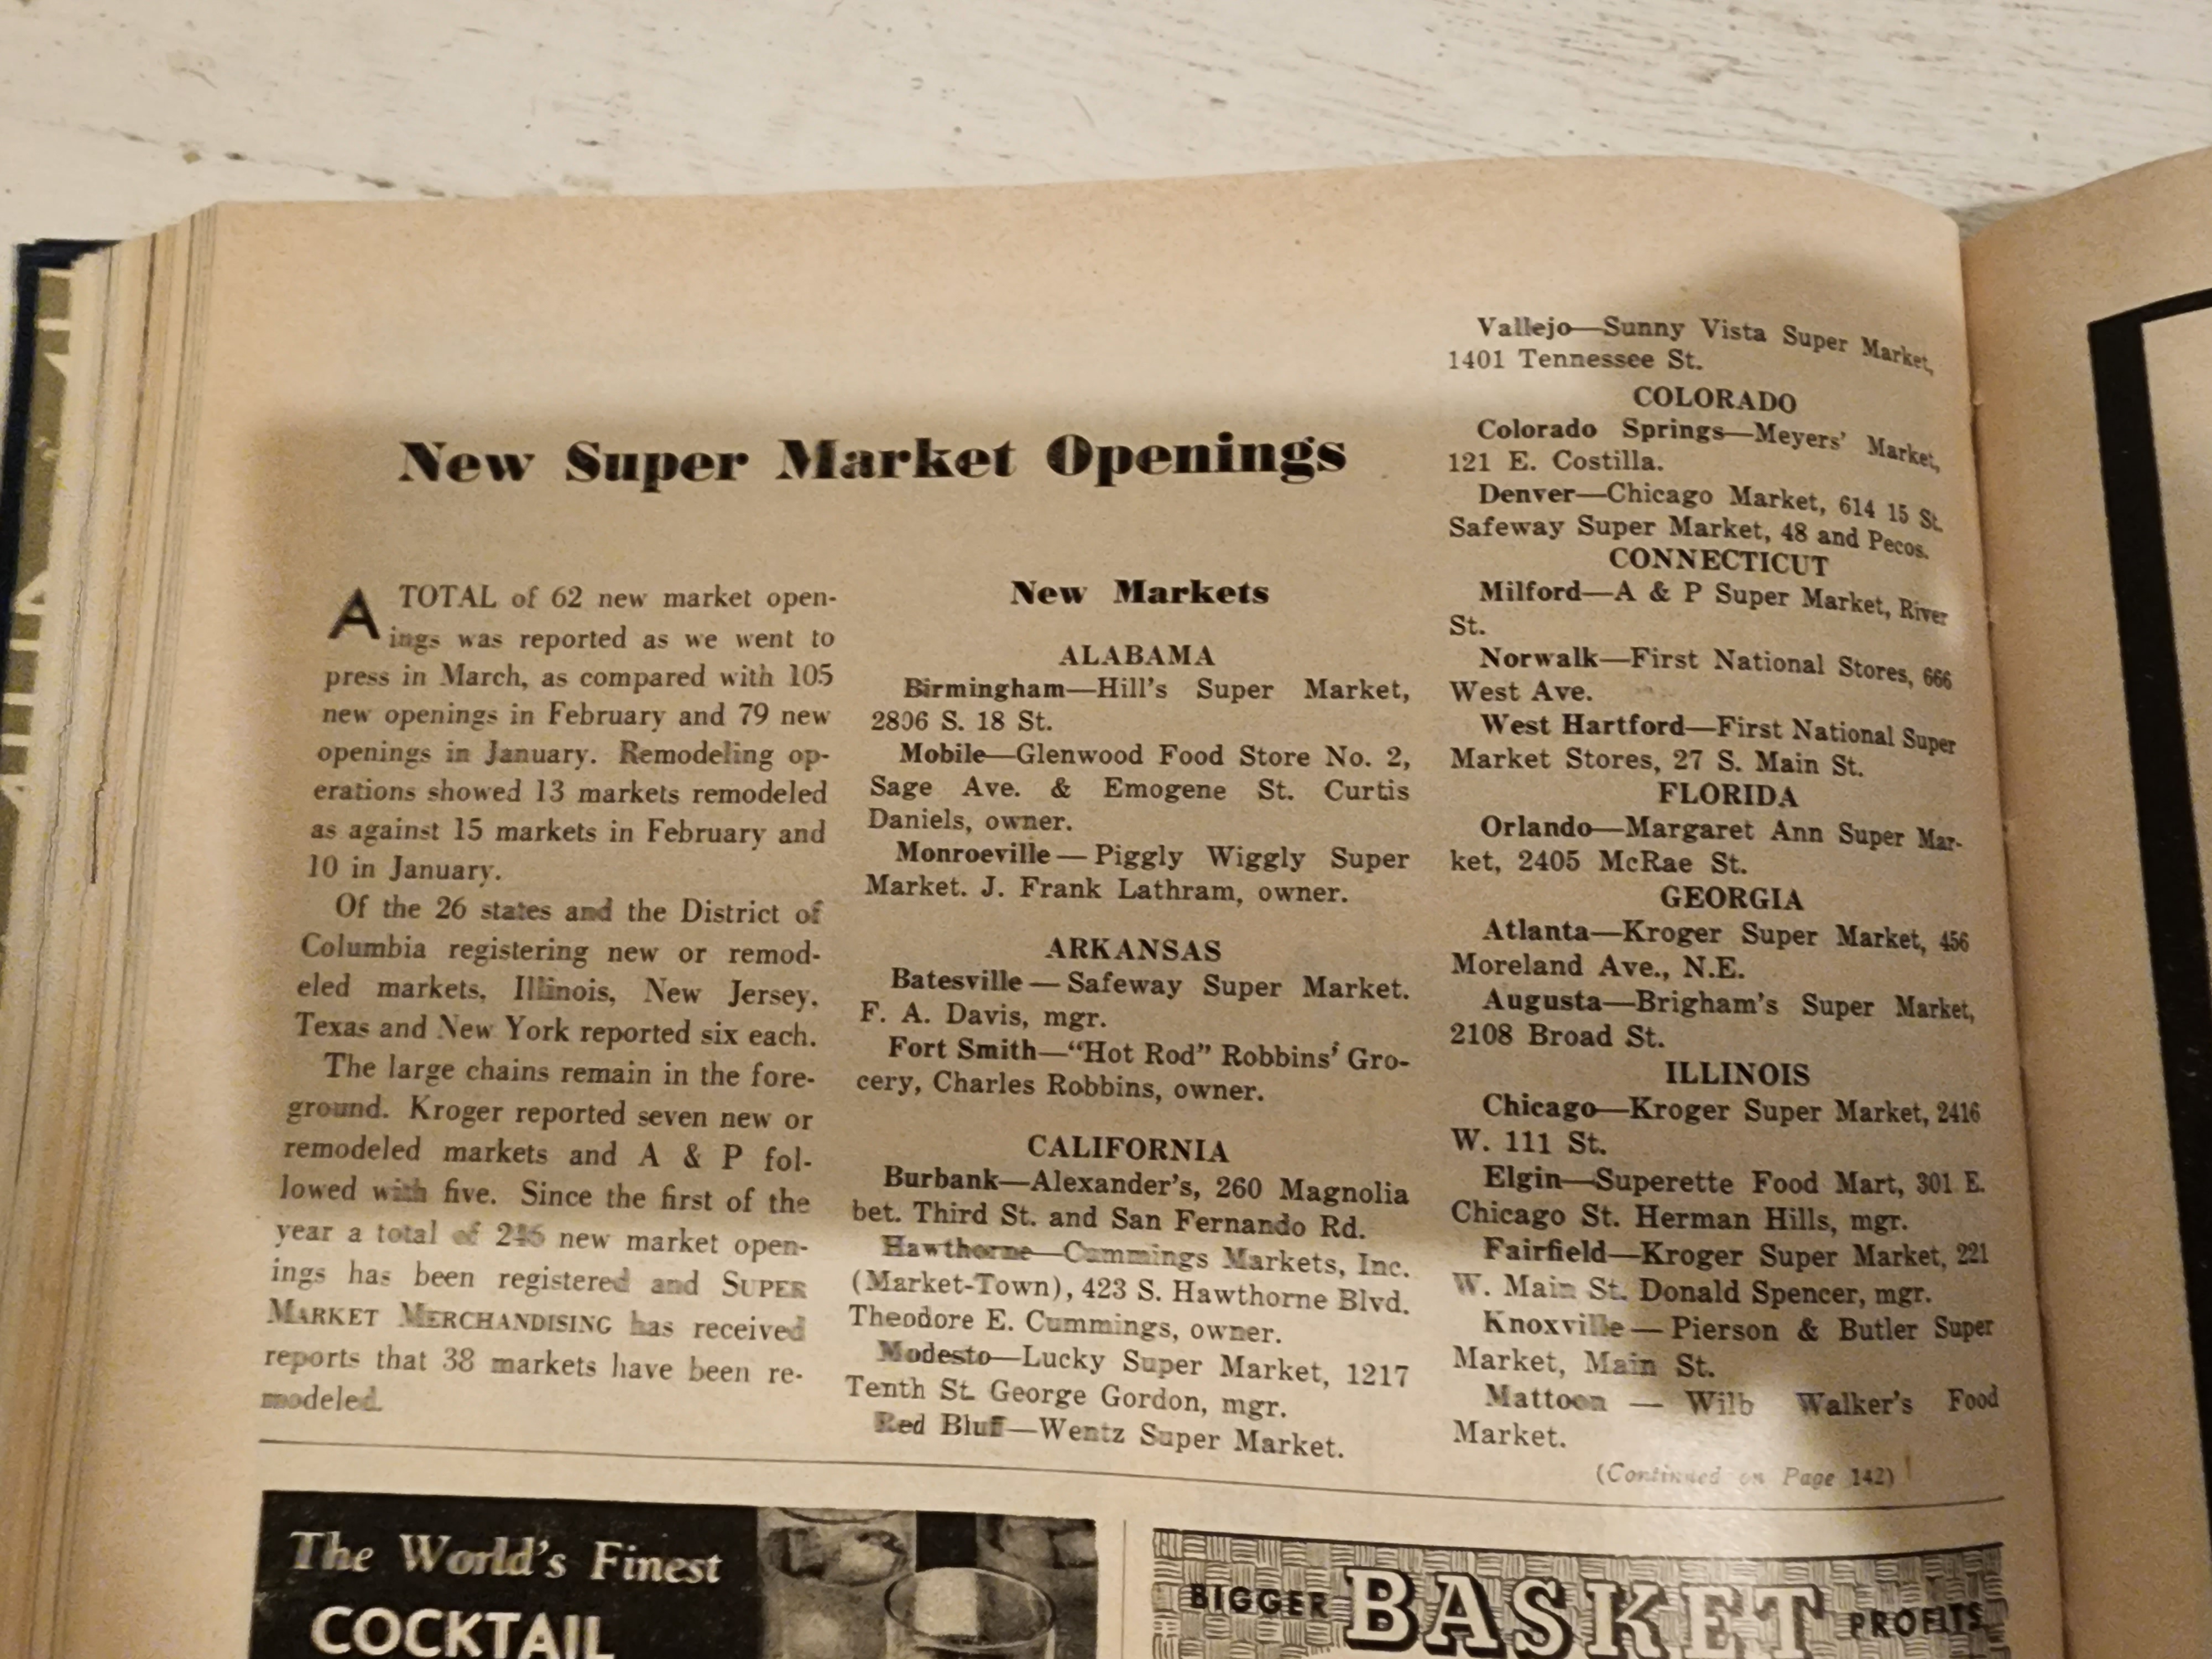 New Super Market Openings
A TOTAL of 62 new market open-
ings was reported as we went to
press in March, as compared with 105
new openings in February and 79 new
openings in January. Remodeling op-
erations showed 13 markets remodeled
as against 15 markets in February and
10 in January.
Of the 26 states and the District of
Columbia registering new or remod-
eled markets, Illinois, New Jersey,
Texas and New York reported six each.
The large chains remain in the fore-
ground. Kroger reported seven new or
remodeled markets and A & P fol-
lowed with five. Since the first of the
year a total of 246 new market open-
ings has been registered and SUPER
MARKET MERCHANDISING has received
reports that 38 markets have been re-
modeled.
New Markets
ALABAMA
Birmingham—Hill's Super Market,
2806 S. 18 St.
Mobile—Glenwood Food Store No. 2,
Sage Ave. & Emogene St. Curtis
Daniels, owner.
Monroeville—Piggly Wiggly Super
Market. J. Frank Lathram, owner.
ARKANSAS
Batesville—Safeway Super Market.
F. A. Davis, mgr.
Fort Smith—"Hot Rod" Robbins' Gro-
cery, Charles Robbins, owner.
CALIFORNIA
Burbank—Alexander's, 260 Magnolia
bet. Third St. and San Fernando Rd.
Hawthorne—Cummings Markets, Inc.
(Market-Town), 423 S. Hawthorne Blvd.
Theodore E. Cummings, owner.
Modesto—Lucky Super Market, 1217
Tenth St. George Gordon, mgr.
Red Bluff—Wentz Super Market.
Vallejo—Sunny Vista Super Market,
1401 Tennessee St.
COLORADO
Colorado Springs—Meyers' Market,
121 E. Costilla.
Denver—Chicago Market, 614 15 St.
Safeway Super Market, 48 and Pecos.
CONNECTICUT
Milford—A & P Super Market, River
St.
Norwalk—First National Stores, 666
West Ave.
West Hartford—First National Super
Market Stores, 27 S. Main St.
FLORIDA
Orlando—Margaret Ann Super Mar-
ket, 2405 McRae St.
GEORGIA
Atlanta—Kroger Super Market, 456
Moreland Ave., N.E.
Augusta—Brigham's Super Market,
2108 Broad St.
ILLINOIS
Chicago—Kroger Super Market, 2416
W. 111 St.
Elgin—Superette Food Mart, 301 E.
Chicago St. Herman Hills, mgr.
Fairfield—Kroger Super Market, 221
W. Main St. Donald Spencer, mgr.
Knoxville—Pierson & Butler Super
Market, Main St.
Mattoon — Wilb Walker's Food
Market.
(Continued on Page 142)
The World's Finest
COCKTAIL
BIGGER BASKET PROFITS